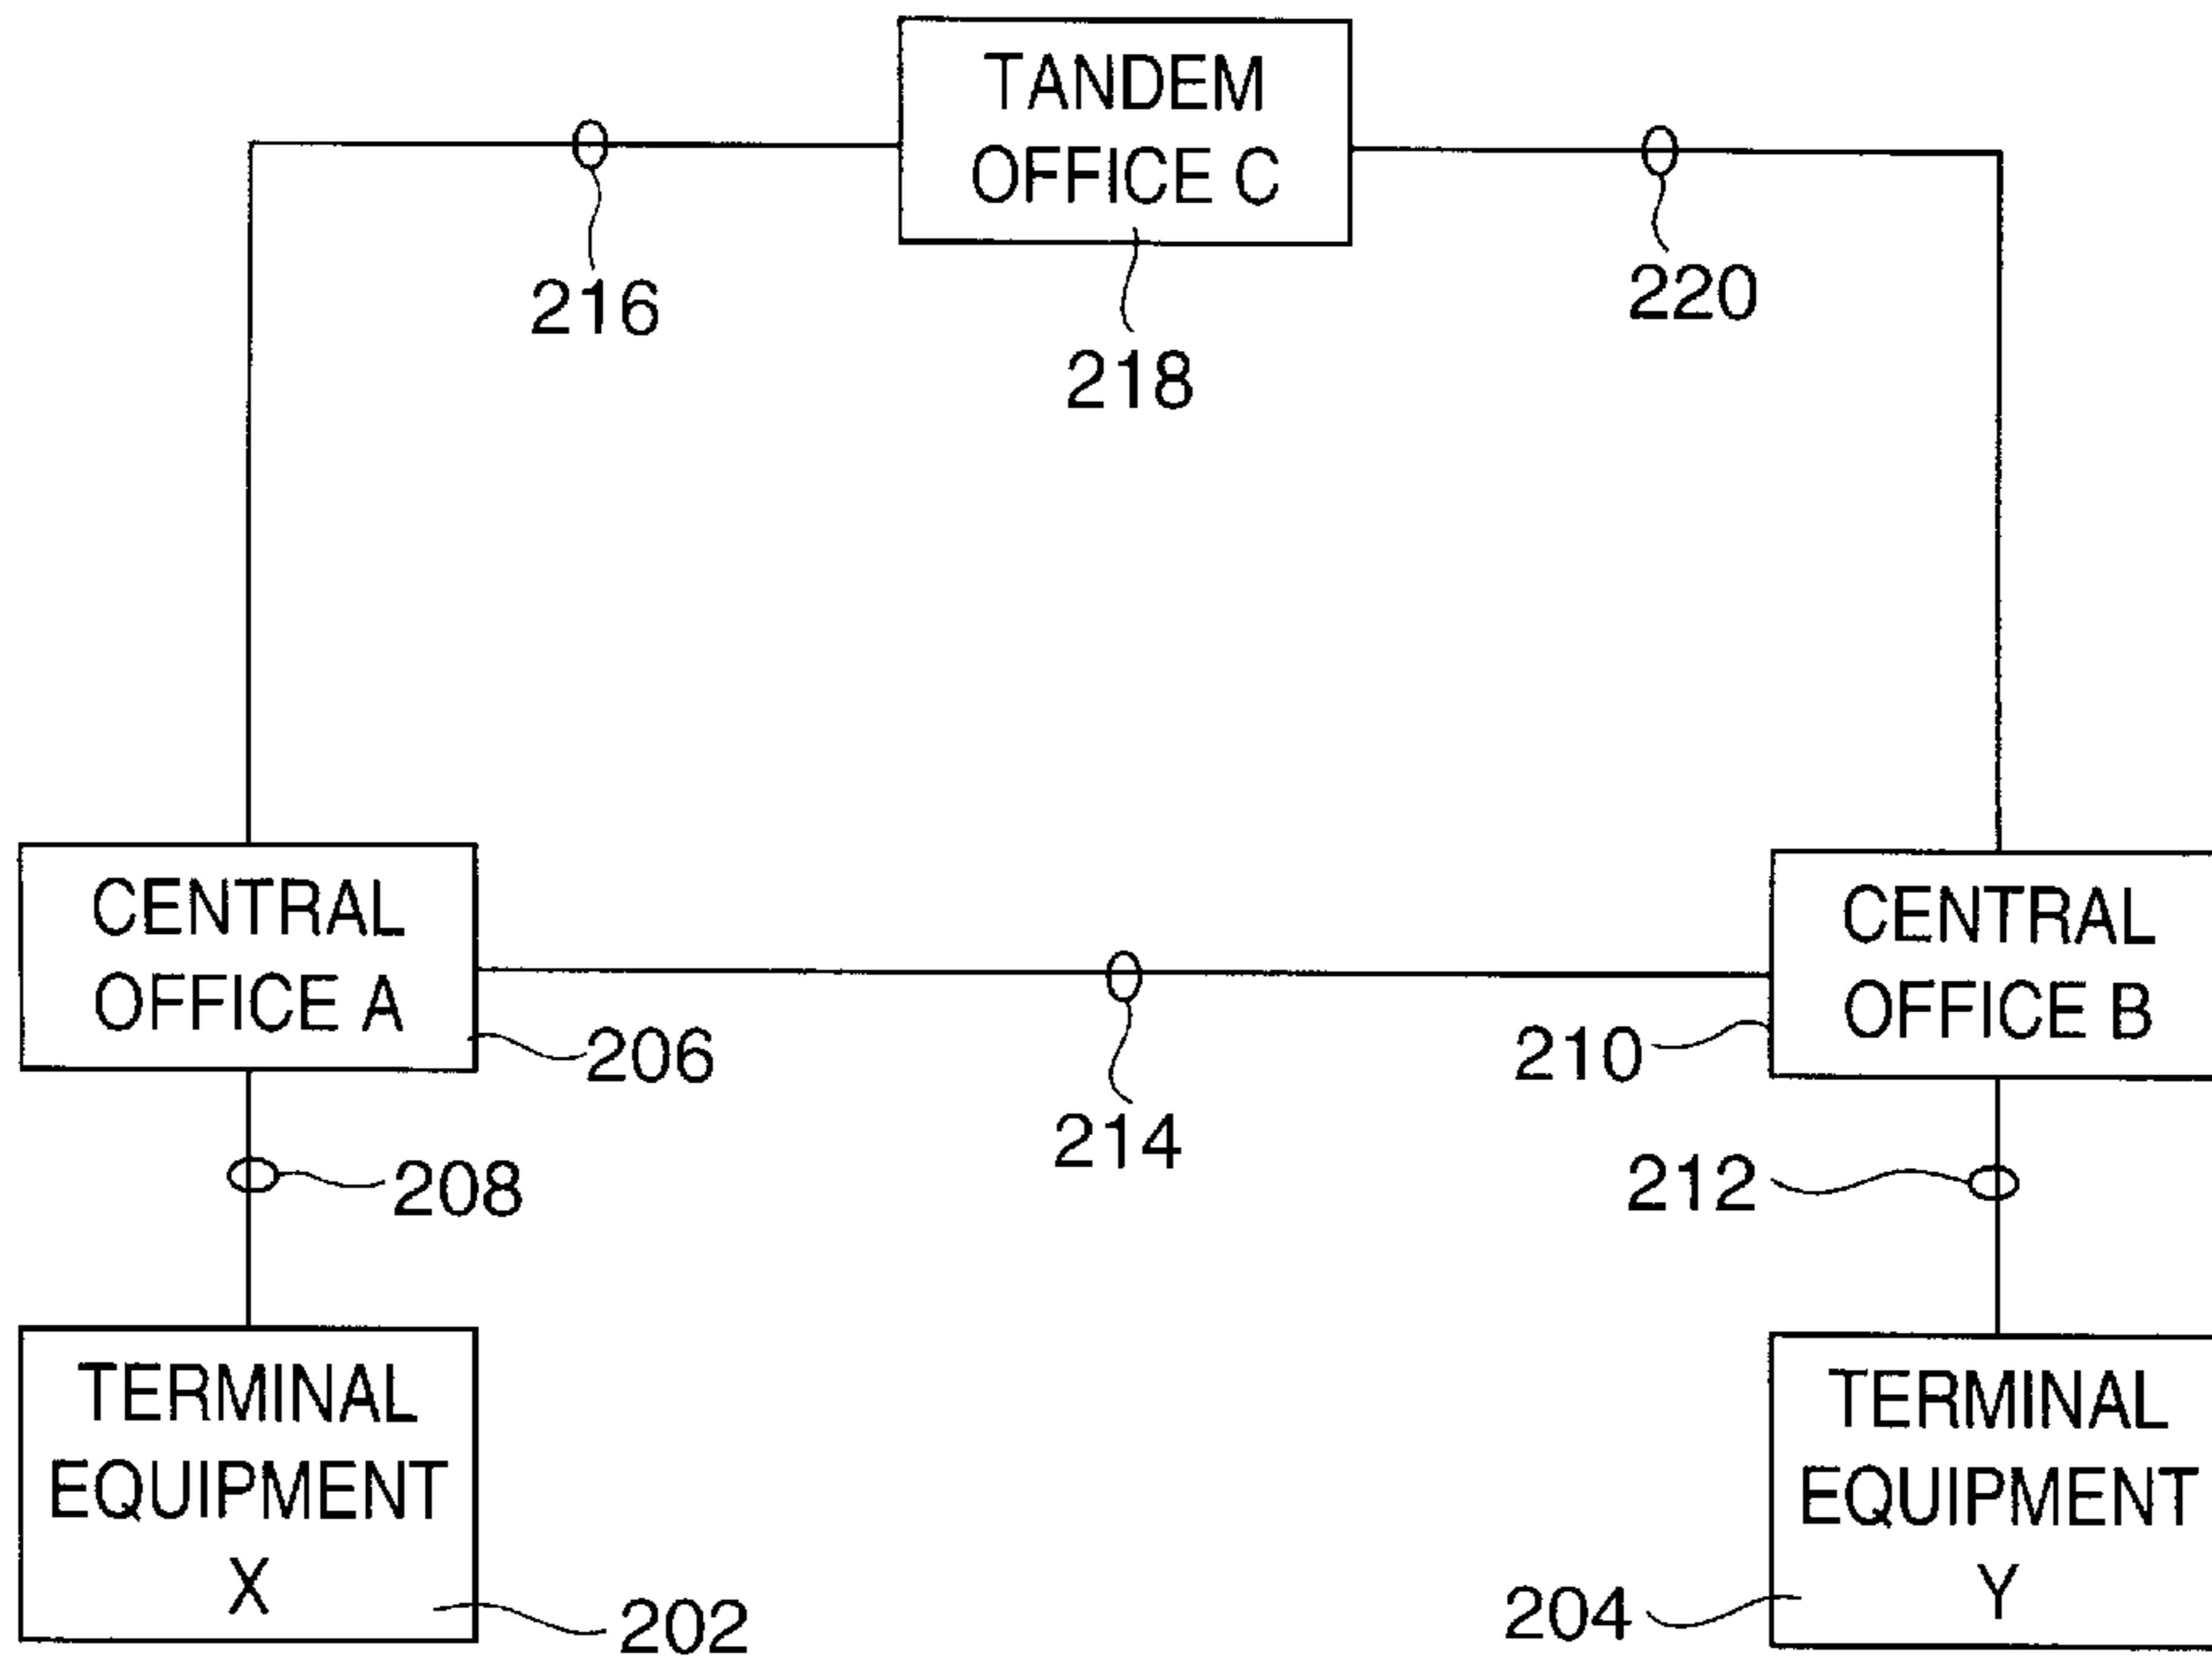 TANDEM
OFFICE C
216
220
218
CENTRAL
OFFICE A
CENTRAL
OFFICE B
206
210
214
208
212
TERMINAL
EQUIPMENT
X
TERMINAL
EQUIPMENT
Y
202
204